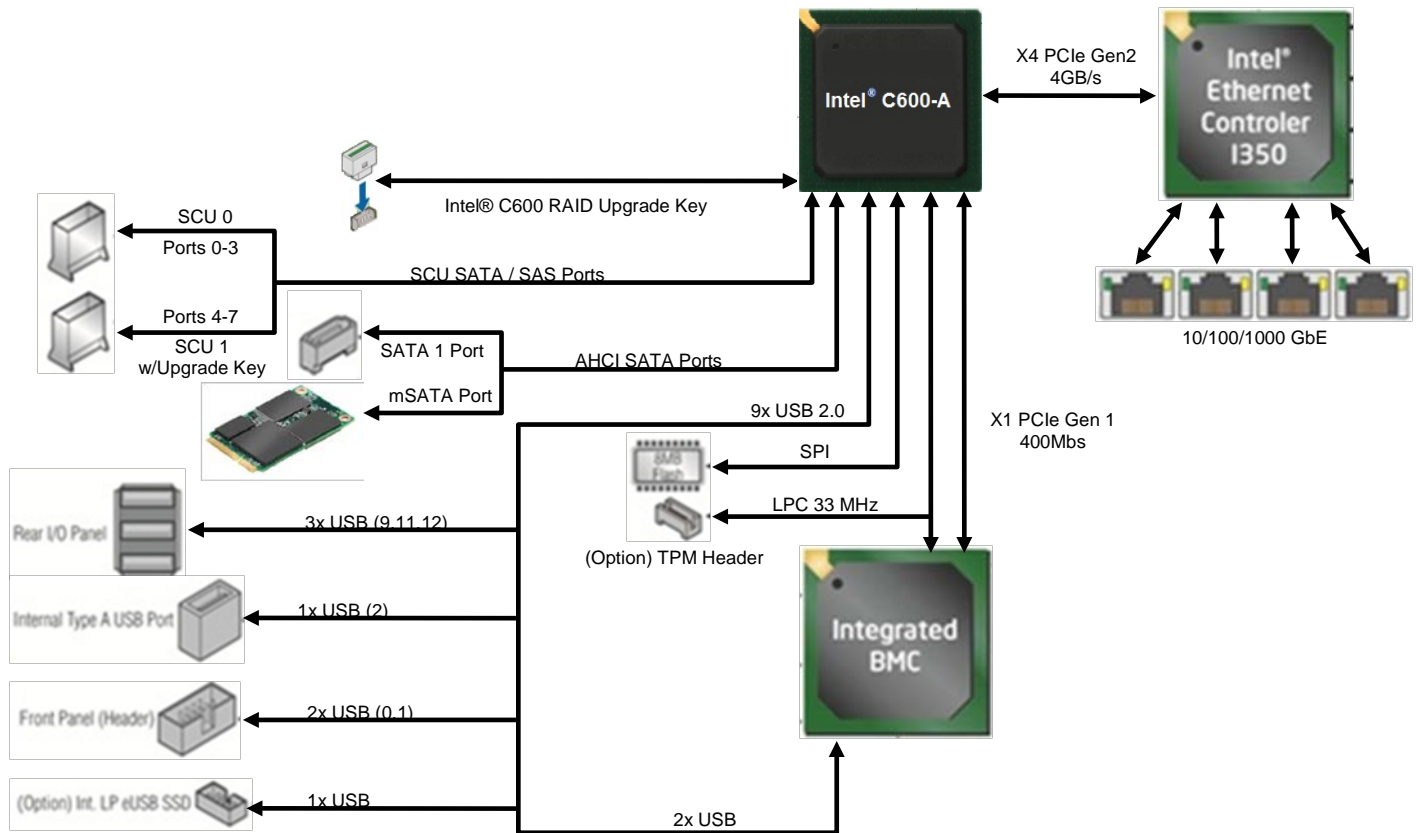 Intel® C600-A
X4 PCIe Gen2
4GB/s
Intel®
Ethernet
Controler
I350
10/100/1000 GbE
Intel® C600 RAID Upgrade Key
SCU 0
Ports 0-3
SCU SATA / SAS Ports
Ports 4-7
SCU 1
w/Upgrade Key
SATA 1 Port
AHCI SATA Ports
mSATA Port
9x USB 2.0
X1 PCIe Gen 1
400Mbs
8MB
Flash
SPI
LPC 33 MHz
(Option) TPM Header
Rear I/O Panel
3x USB (9,11,12)
Internal Type A USB Port
1x USB (2)
Integrated
BMC
Front Panel (Header)
2x USB (0,1)
(Option) Int. LP eUSB SSD
1x USB
2x USB